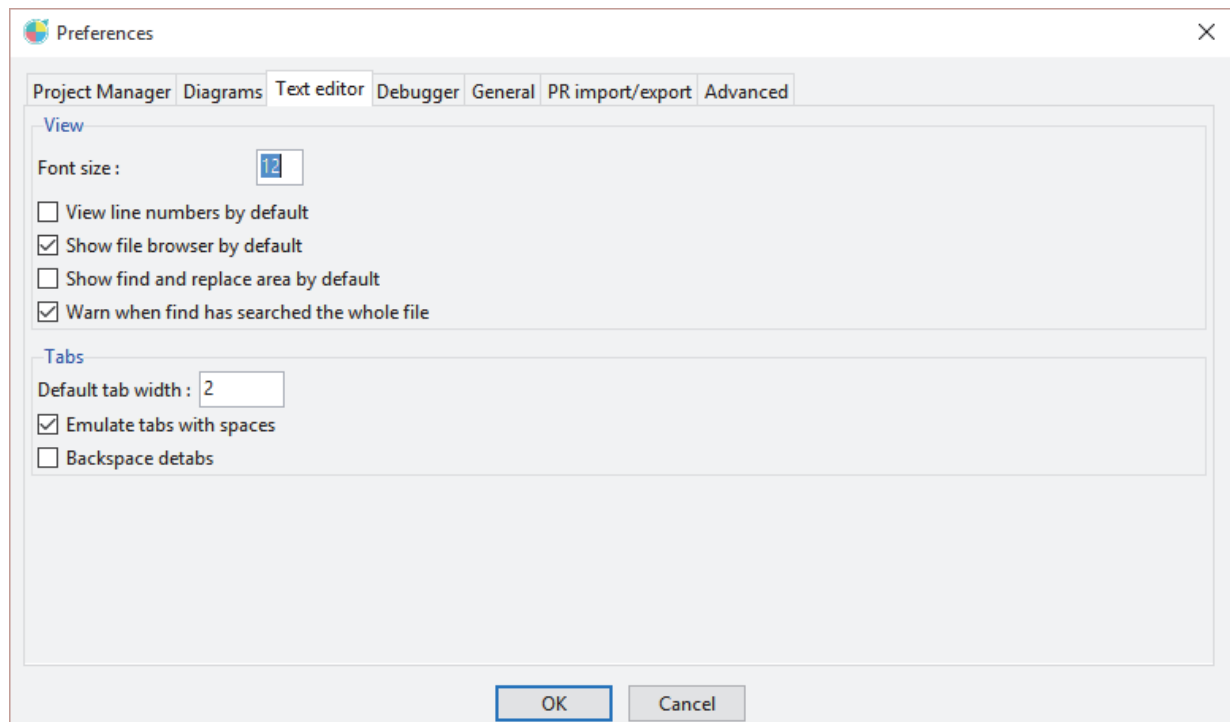 Preferences
Project Manager Diagrams Text editor Debugger General PR import/export Advanced
View
Font size : 12
View line numbers by default
Show file browser by default
Show find and replace area by default
Warn when find has searched the whole file
Tabs
Default tab width : 2
Emulate tabs with spaces
Backspace detabs
OK Cancel